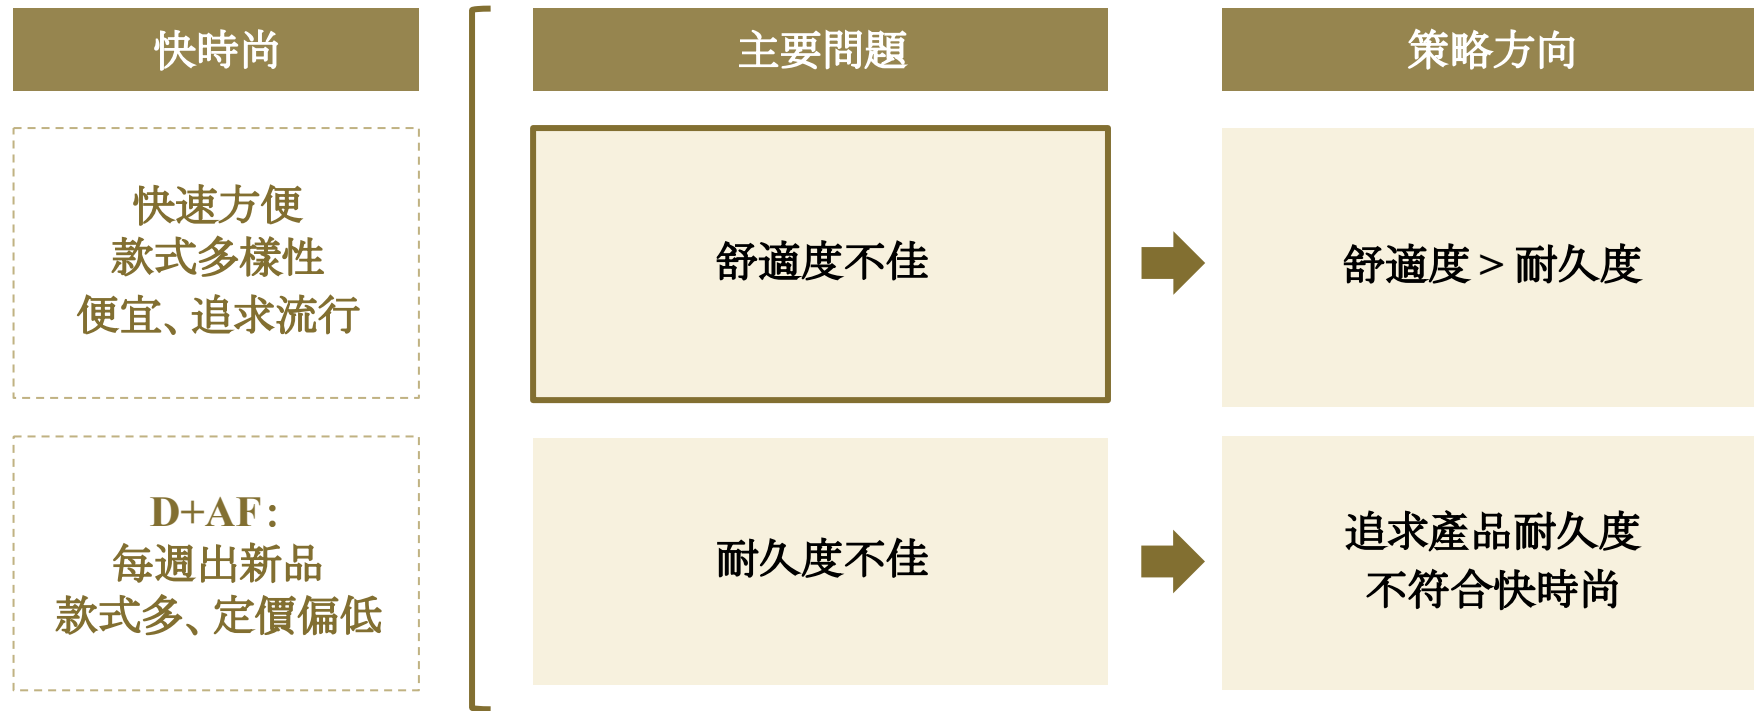 快時尚
主要問題
策略方向
快速方便
款式多樣性
便宜、追求流行
舒適度不佳
舒適度 > 耐久度
D+AF：
每週出新品
款式多、定價偏低
耐久度不佳
追求產品耐久度
不符合快時尚